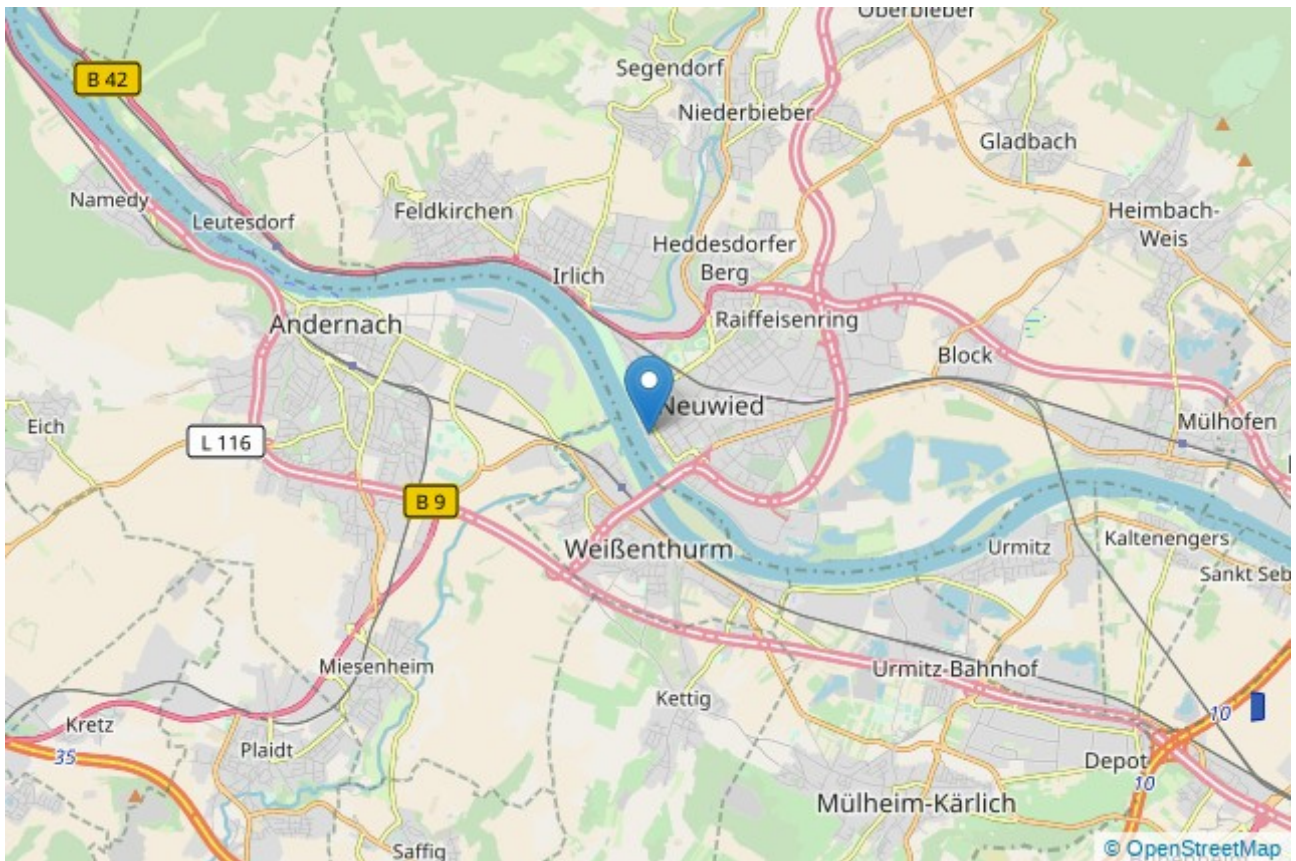 Oberbieber
B 42
Segendorf
Niederbieber
Gladbach
Namedy
Leutesdorf
Feldkirchen
Heimbach-
Weis
Heddesdorfer
Berg
Irlich
Andernach
Raiffeisenring
Block
Eich
L 116
Neuwied
Mülhofen
B 9
Weißenthurm
Urmitz
Kaltenengers
Sankt Seb
Miesenheim
Urmitz-Bahnhof
Kettig
Kretz
10
35
Plaidt
Depot
10
Mülheim-Kärlich
Saffig
© OpenStreetMap